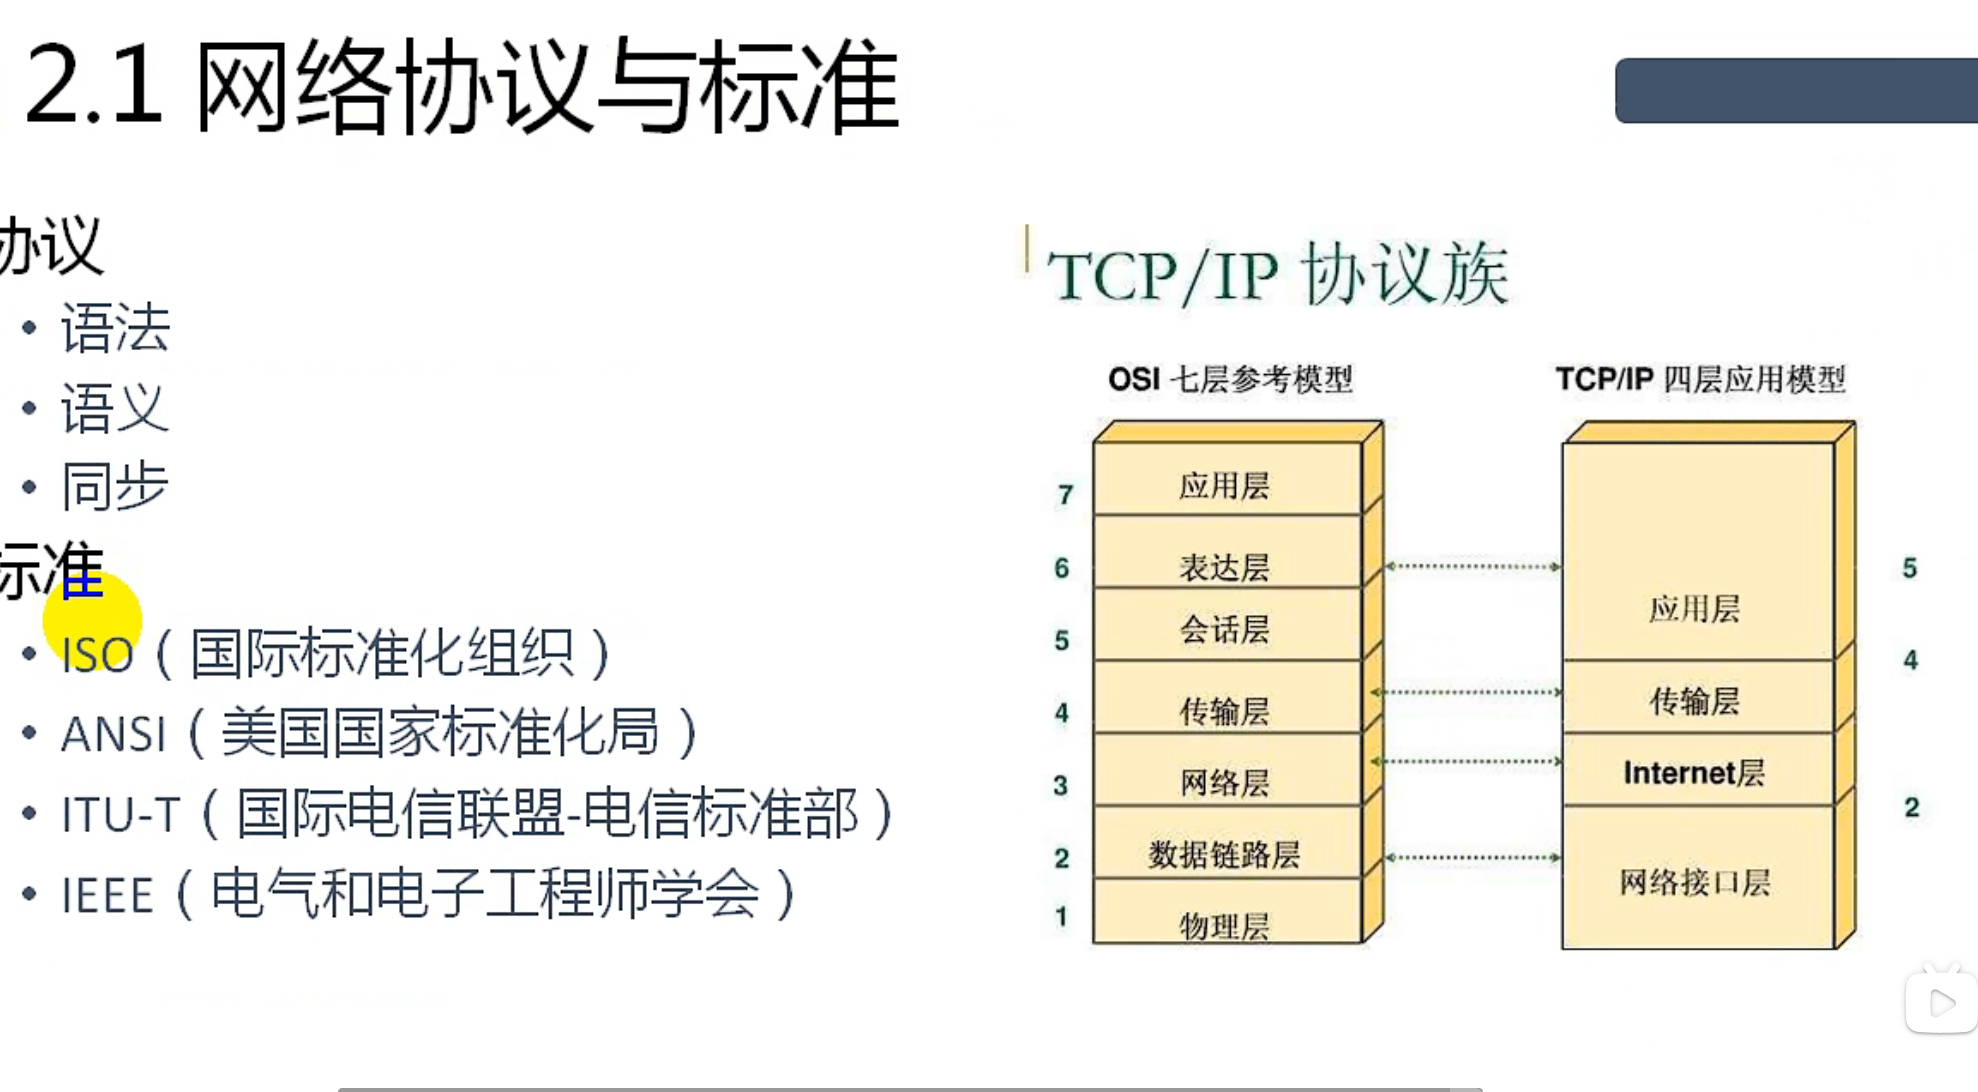 2.1 网络协议与标准
协议
• 语法
• 语义
• 同步
标准
• ISO（国际标准化组织）
• ANSI（美国国家标准化局）
• ITU-T（国际电信联盟-电信标准部）
• IEEE（电气和电子工程师学会）
TCP/IP 协议族
OSI 七层参考模型
7 应用层
6 表达层
5 会话层
4 传输层
3 网络层
2 数据链路层
1 物理层
TCP/IP 四层应用模型
5
应用层
4
传输层
Internet层
2
网络接口层